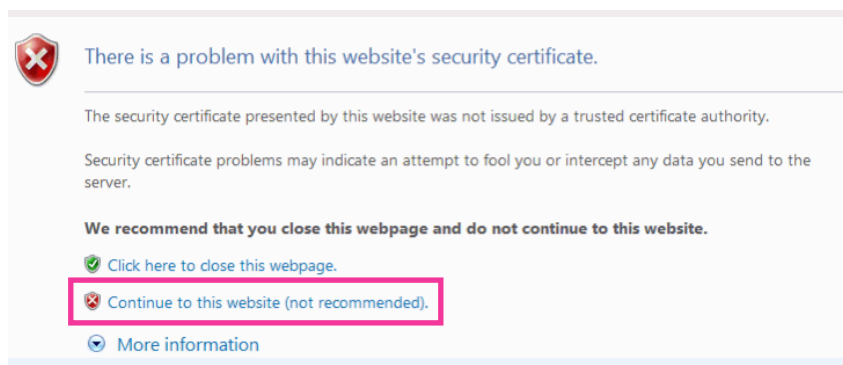 There is a problem with this website's security certificate.
The security certificate presented by this website was not issued by a trusted certificate authority.
Security certificate problems may indicate an attempt to fool you or intercept any data you send to the
server.
We recommend that you close this webpage and do not continue to this website.
Click here to close this webpage.
Continue to this website (not recommended).
More information